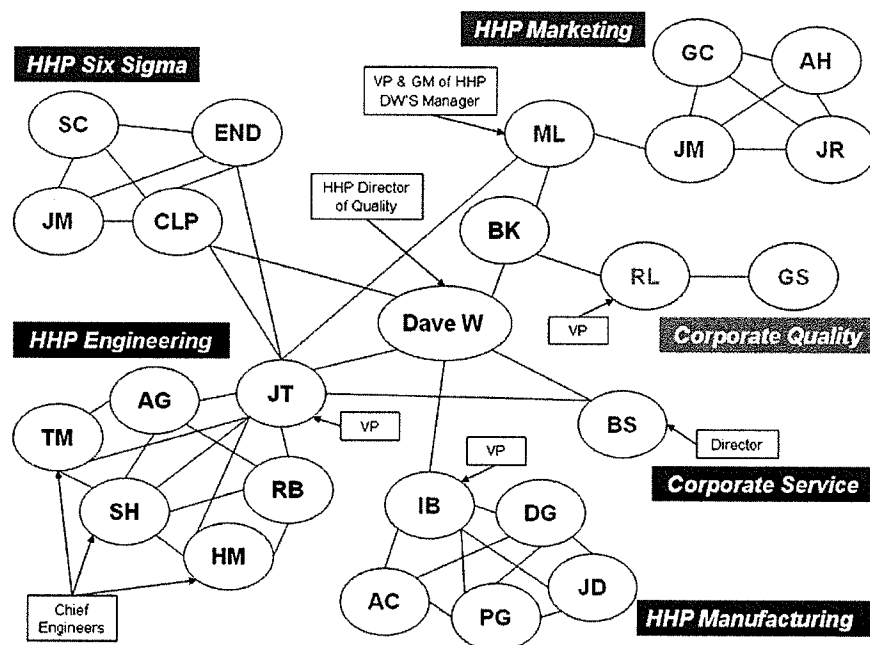 HHP Marketing
GC
AH
HHP Six Sigma
VP & GM of HHP
DW'S Manager
SC
END
ML
JM
JR
HHP Director
of Quality
JM
CLP
BK
RL
GS
Dave W
VP
Corporate Quality
HHP Engineering
AG
JT
TM
VP
BS
Director
VP
RB
Corporate Service
SH
IB
DG
HM
JD
AC
PG
Chief
Engineers
HHP Manufacturing